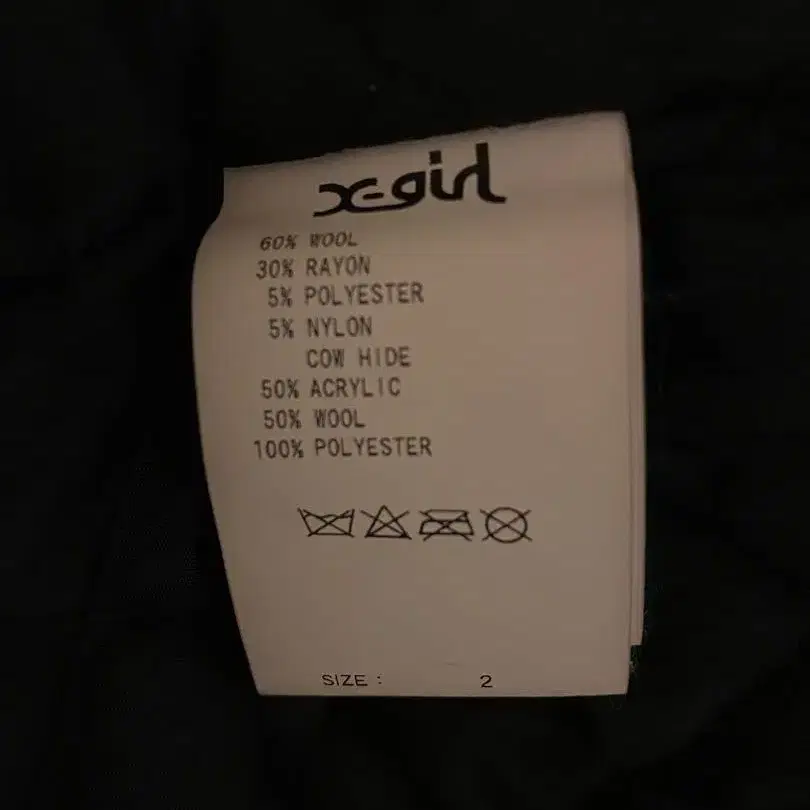 X-girl
60% WOOL
30% RAYON
5% POLYESTER
5% NYLON
COW HIDE
50% ACRYLIC
50% WOOL
100% POLYESTER
SIZE : 2